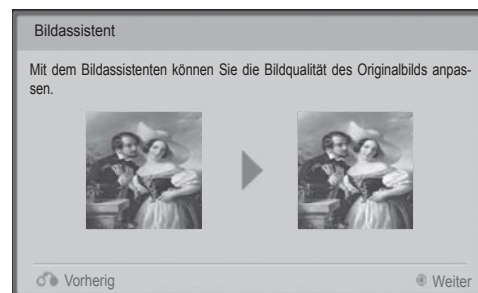 Bildassistent
Mit dem Bildassistenten können Sie die Bildqualität des Originalbilds anpas-
sen.
Vorherig
Weiter